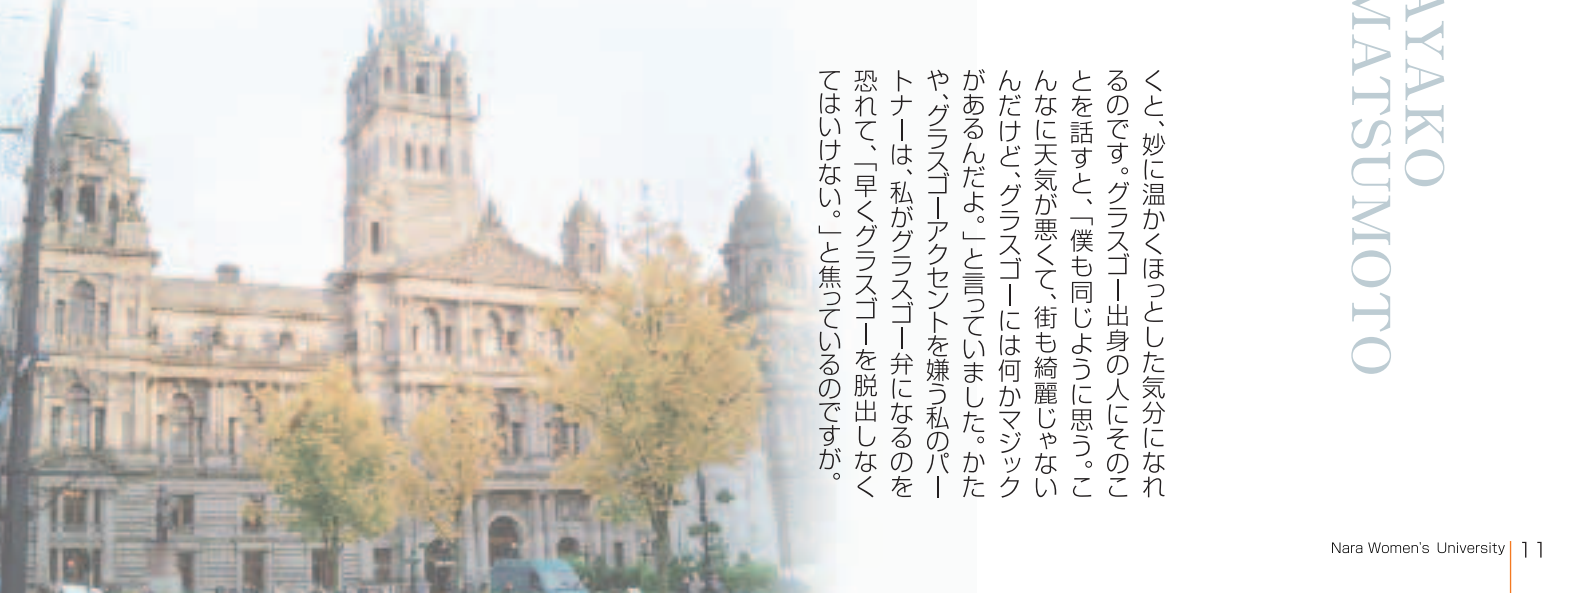 AYAKO
MATSUMOTO
くと、妙に温かくほっとした気分になれ
るのです。グラスゴー出身の人にそのこ
とを話すと、「僕も同じように思う。こ
んなに天気が悪くて、街も綺麗じゃない
んだけど、グラスゴーには何かマジック
があるんだよ。」と言っていました。かた
や、グラスゴーアクセントを嫌う私のパー
トナーは、私がグラスゴー弁になるのを
恐れて、「早くグラスゴーを脱出しなく
てはいけない。」と焦っているのですが。
Nara Women's University 11